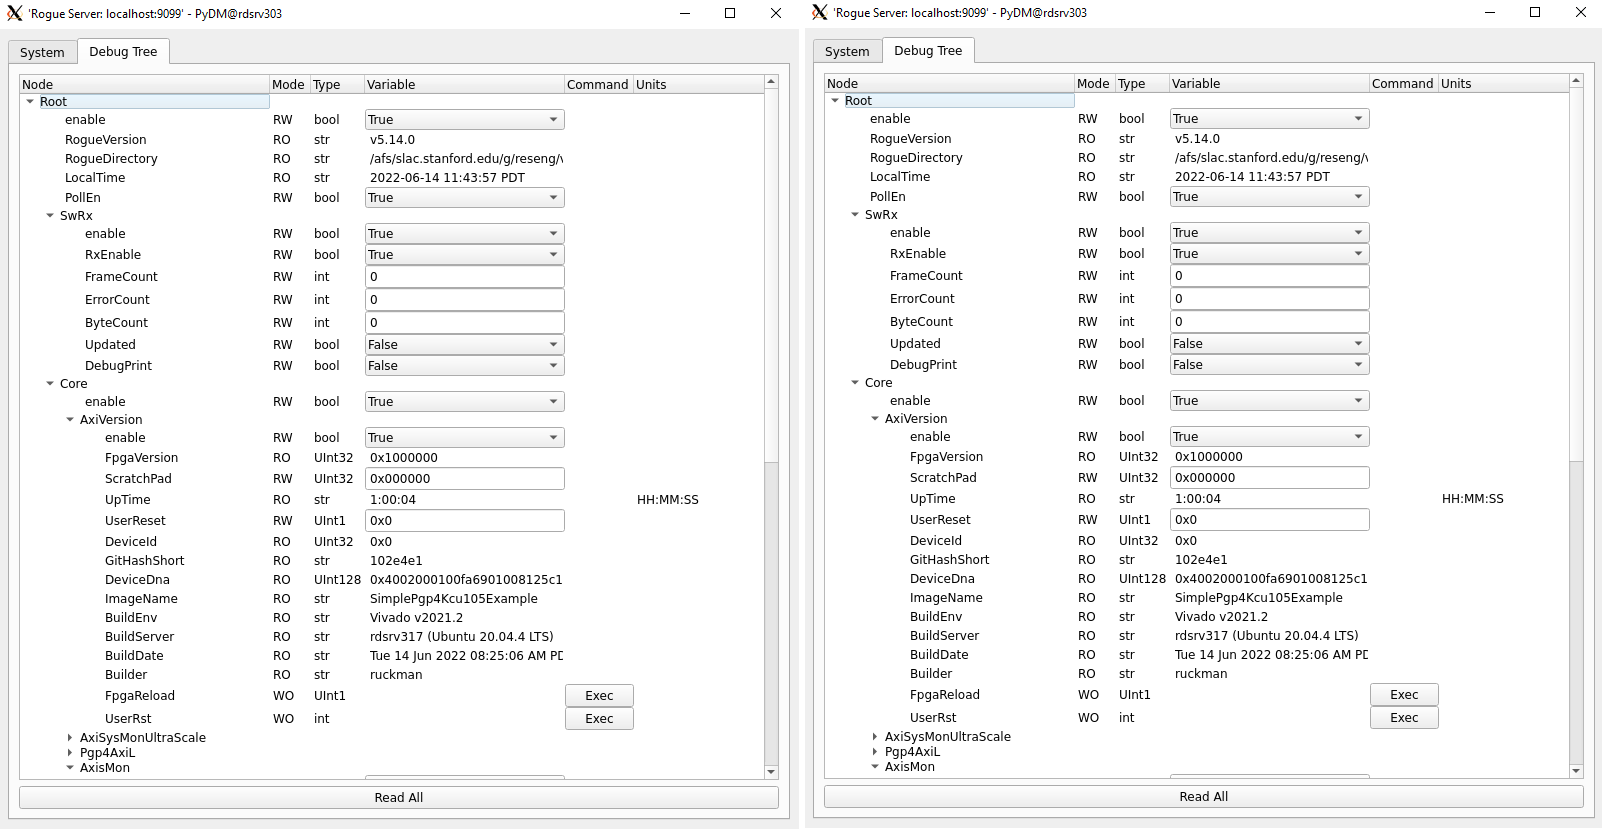 'Rogue Server: localhost:9099' - PyDM@rdsrv303
System Debug Tree
Node Mode Type Variable Command Units
Root
enable RW bool True
RogueVersion RO str v5.14.0
RogueDirectory RO str /afs/slac.stanford.edu/g/reseng/v
LocalTime RO str 2022-06-14 11:43:57 PDT
PollEn RW bool True
SwRx
enable RW bool True
RxEnable RW bool True
FrameCount RW int 0
ErrorCount RW int 0
ByteCount RW int 0
Updated RW bool False
DebugPrint RW bool False
Core
enable RW bool True
AxiVersion
enable RW bool True
FpgaVersion RO UInt32 0x1000000
ScratchPad RW UInt32 0x000000
UpTime RO str 1:00:04 HH:MM:SS
UserReset RW UInt1 0x0
DeviceId RO UInt32 0x0
GitHashShort RO str 102e4e1
DeviceDna RO UInt128 0x4002000100fa6901008125c1
ImageName RO str SimplePgp4Kcu105Example
BuildEnv RO str Vivado v2021.2
BuildServer RO str rdsrv317 (Ubuntu 20.04.4 LTS)
BuildDate RO str Tue 14 Jun 2022 08:25:06 AM PD
Builder RO str ruckman
FpgaReload WO UInt1 Exec
UserRst WO int Exec
AxiSysMonUltraScale
Pgp4AxiL
AxisMon
Read All
'Rogue Server: localhost:9099' - PyDM@rdsrv303
System Debug Tree
Node Mode Type Variable Command Units
Root
enable RW bool True
RogueVersion RO str v5.14.0
RogueDirectory RO str /afs/slac.stanford.edu/g/reseng/v
LocalTime RO str 2022-06-14 11:43:57 PDT
PollEn RW bool True
SwRx
enable RW bool True
RxEnable RW bool True
FrameCount RW int 0
ErrorCount RW int 0
ByteCount RW int 0
Updated RW bool False
DebugPrint RW bool False
Core
enable RW bool True
AxiVersion
enable RW bool True
FpgaVersion RO UInt32 0x1000000
ScratchPad RW UInt32 0x000000
UpTime RO str 1:00:04 HH:MM:SS
UserReset RW UInt1 0x0
DeviceId RO UInt32 0x0
GitHashShort RO str 102e4e1
DeviceDna RO UInt128 0x4002000100fa6901008125c1
ImageName RO str SimplePgp4Kcu105Example
BuildEnv RO str Vivado v2021.2
BuildServer RO str rdsrv317 (Ubuntu 20.04.4 LTS)
BuildDate RO str Tue 14 Jun 2022 08:25:06 AM PD
Builder RO str ruckman
FpgaReload WO UInt1 Exec
UserRst WO int Exec
AxiSysMonUltraScale
Pgp4AxiL
AxisMon
Read All